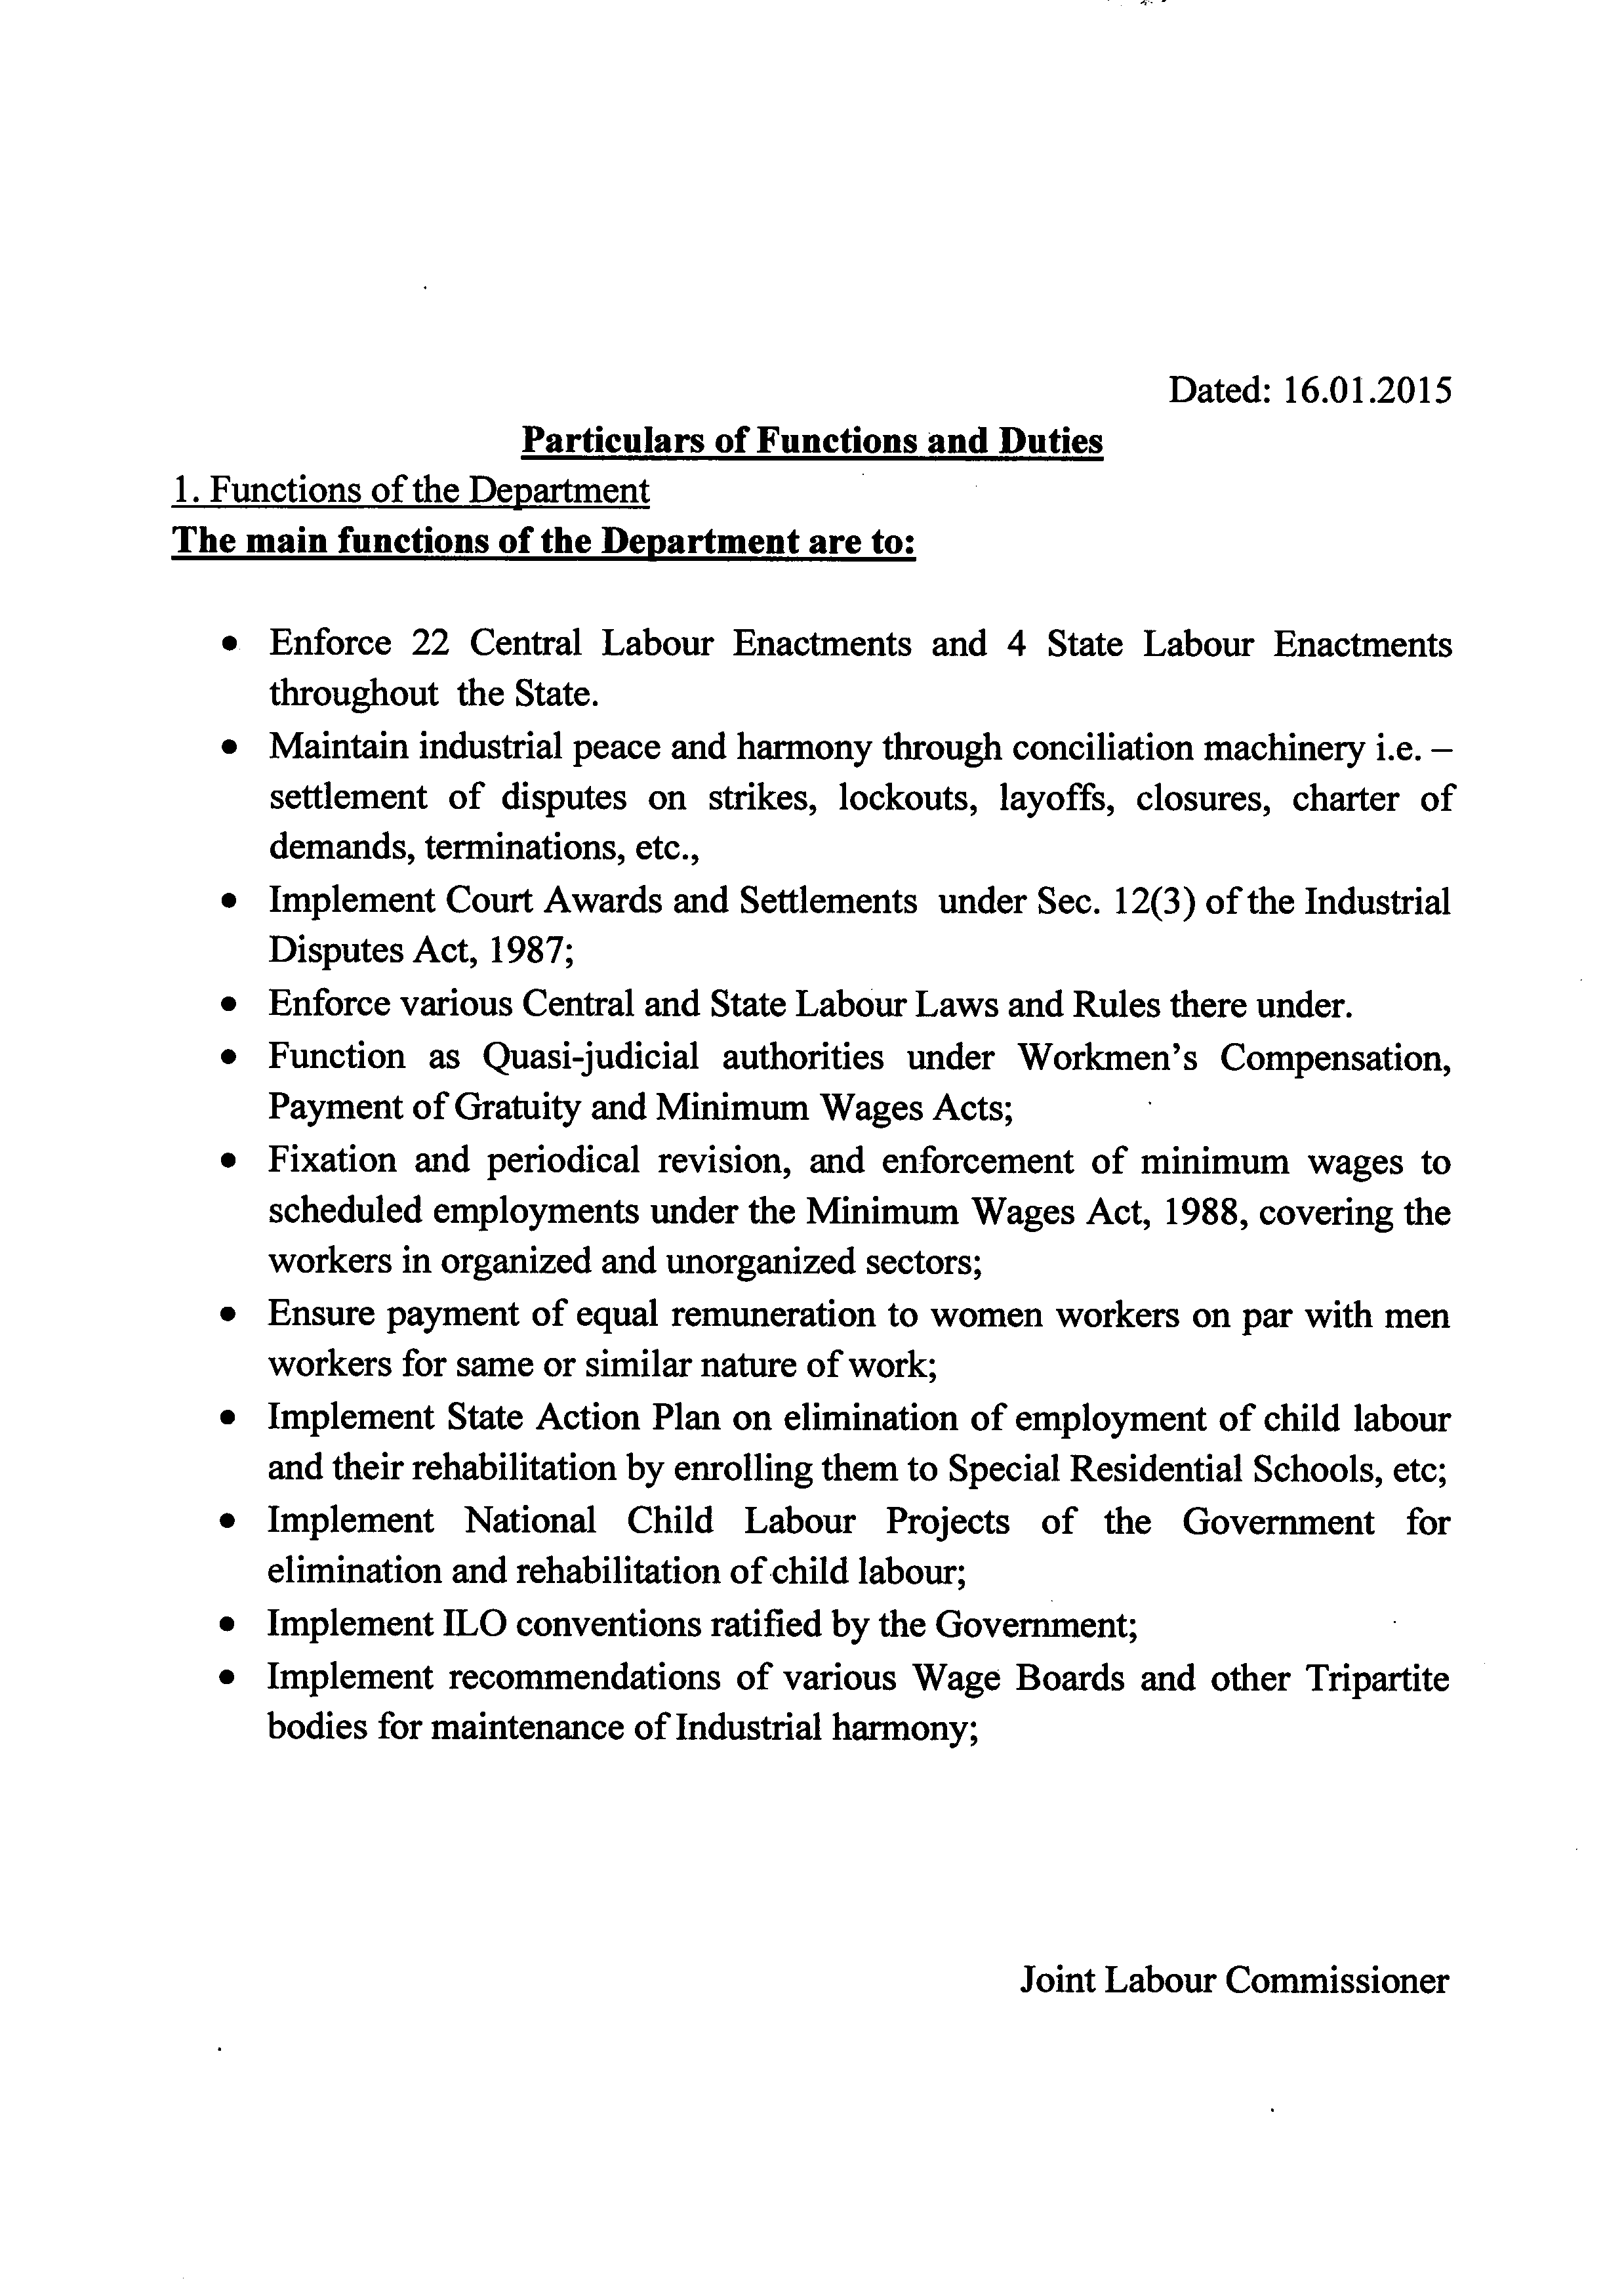 Dated: 16.01.2015
Particulars of Functions and Duties
1. Functions of the Department
The main functions of the Department are to:
• Enforce 22 Central Labour Enactments and 4 State Labour Enactments
throughout the State.
• Maintain industrial peace and harmony through conciliation machinery i.e. –
settlement of disputes on strikes, lockouts, layoffs, closures, charter of
demands, terminations, etc.,
• Implement Court Awards and Settlements under Sec. 12(3) of the Industrial
Disputes Act, 1987;
• Enforce various Central and State Labour Laws and Rules there under.
• Function as Quasi-judicial authorities under Workmen’s Compensation,
Payment of Gratuity and Minimum Wages Acts;
• Fixation and periodical revision, and enforcement of minimum wages to
scheduled employments under the Minimum Wages Act, 1988, covering the
workers in organized and unorganized sectors;
• Ensure payment of equal remuneration to women workers on par with men
workers for same or similar nature of work;
• Implement State Action Plan on elimination of employment of child labour
and their rehabilitation by enrolling them to Special Residential Schools, etc;
• Implement National Child Labour Projects of the Government for
elimination and rehabilitation of child labour;
• Implement ILO conventions ratified by the Government;
• Implement recommendations of various Wage Boards and other Tripartite
bodies for maintenance of Industrial harmony;
Joint Labour Commissioner